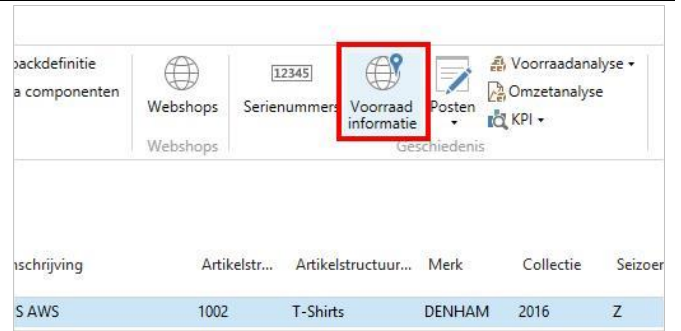 packdefinitie
a componenten
Webshops
Webshops
12345
Serienummers
Voorraad
informatie
Posten
Voorraadanalyse
Omzetanalyse
KPI
Geschiedenis
nschrijving Artikelstr... Artikelstructuur... Merk Collectie Seizoen
S AWS 1002 T-Shirts DENHAM 2016 Z